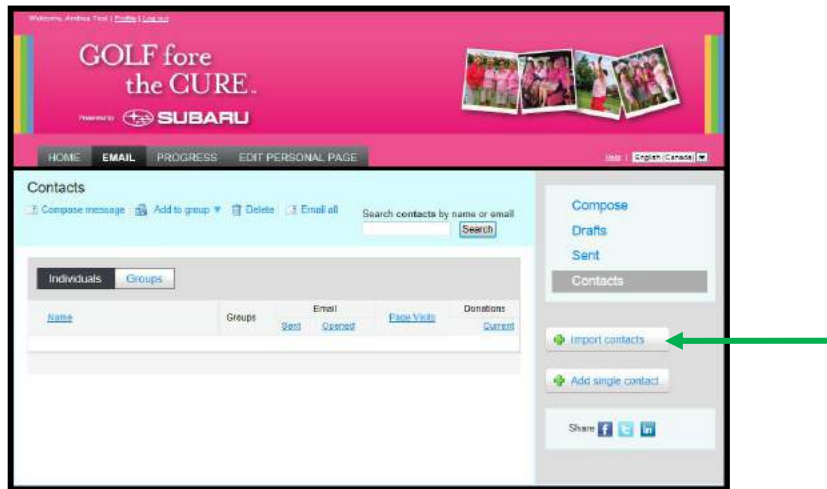 Welcome, Andrea Test | Profile | Log out
GOLF fore
the CURE™
Presented by SUBARU
HOME EMAIL PROGRESS EDIT PERSONAL PAGE
Help | English (Canada)
Contacts
Compose message Add to group Delete Email all
Search contacts by name or email
Search
Individuals Groups
Name Groups Email Page Visits Donations
Sent Opened Current
Compose
Drafts
Sent
Contacts
Import contacts
Add single contact
Share